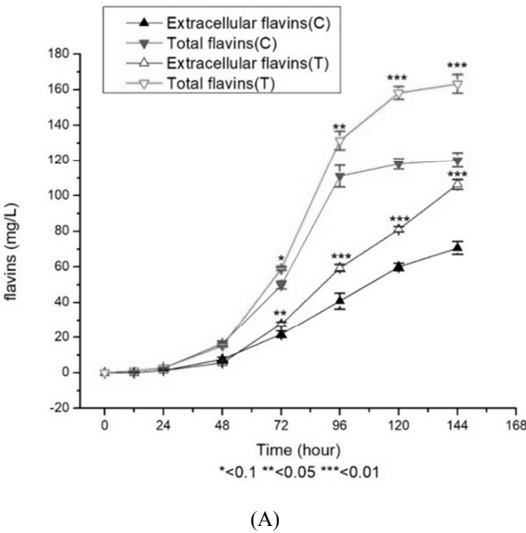 Extracellular flavins(C)
Total flavins(C)
Extracellular flavins(T)
Total flavins(T)
180
160
140
120
100
80
60
40
20
0
-20
flavins (mg/L)
*
**
**
***
***
***
***
***
0 24 48 72 96 120 144 168
Time (hour)
*<0.1 **<0.05 ***<0.01
(A)